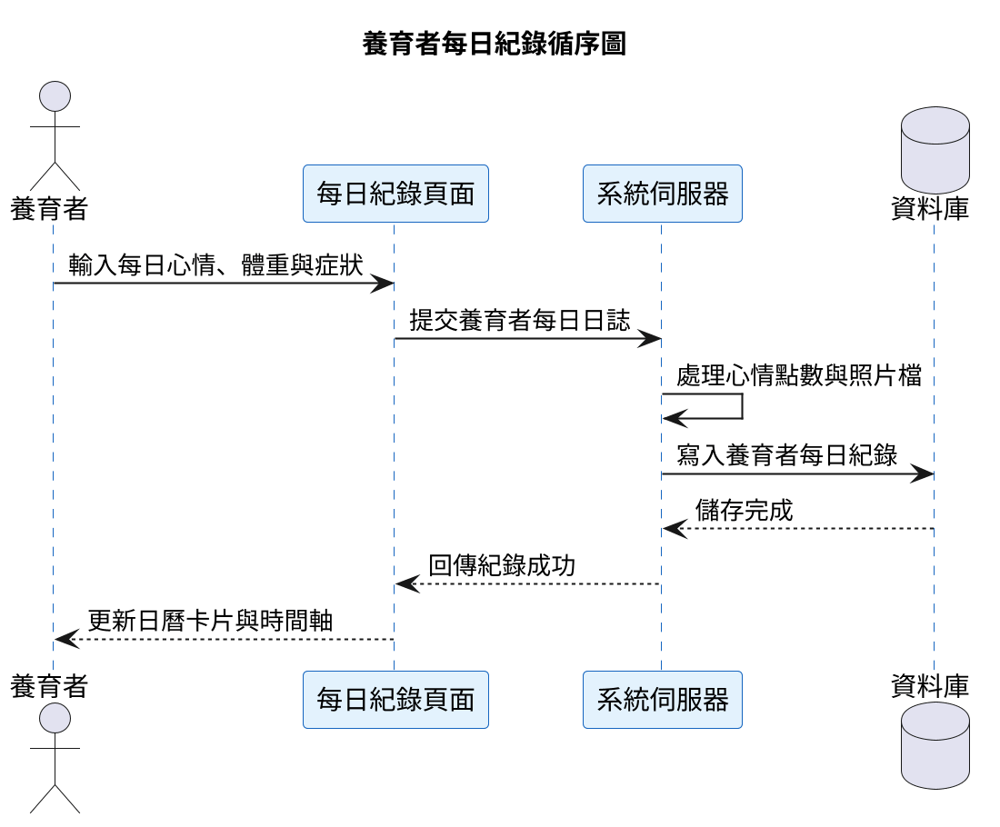 養育者每日紀錄循序圖
養育者
每日紀錄頁面
系統伺服器
資料庫
輸入每日心情、體重與症狀
提交養育者每日日誌
處理心情點數與照片檔
寫入養育者每日紀錄
儲存完成
回傳紀錄成功
更新日曆卡片與時間軸
養育者
每日紀錄頁面
系統伺服器
資料庫